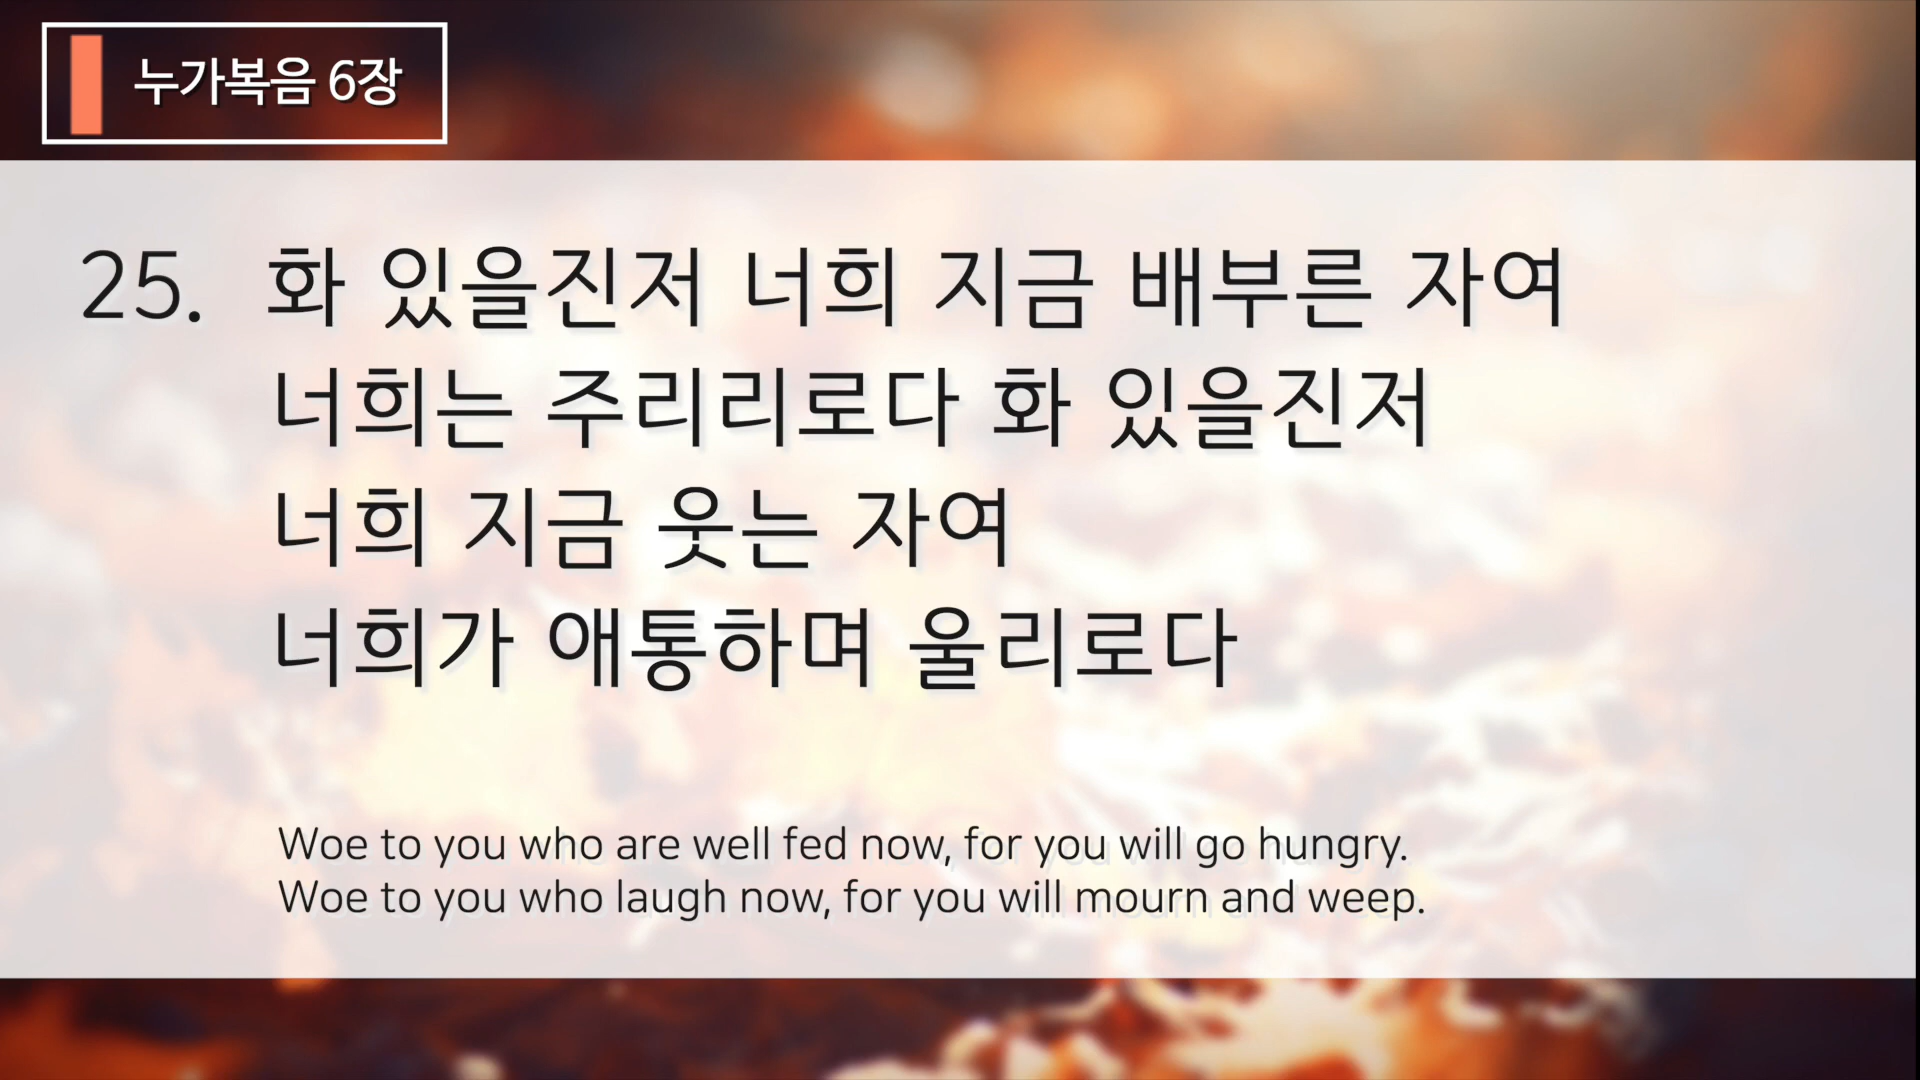 누가복음 6장
25. 화 있을진저 너희 지금 배부른 자여
너희는 주리리로다 화 있을진저
너희 지금 웃는 자여
너희가 애통하며 울리로다
Woe to you who are well fed now, for you will go hungry.
Woe to you who laugh now, for you will mourn and weep.